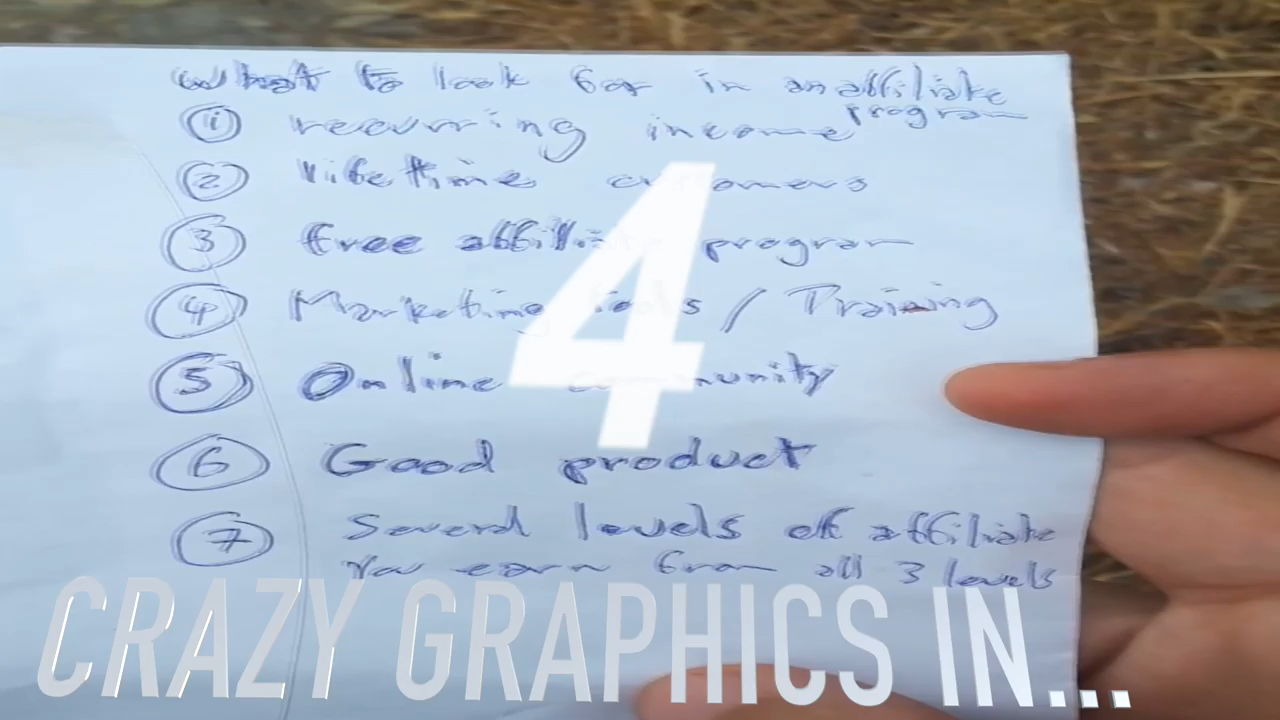 What to look for in an affiliate
program
① recurring income
② lifetime customers
③ free affiliate program
④ Marketing tools / Training
⑤ Online community
⑥ Good product
⑦ Several levels of affiliate
You earn from all 3 levels
4
CRAZY GRAPHICS IN...